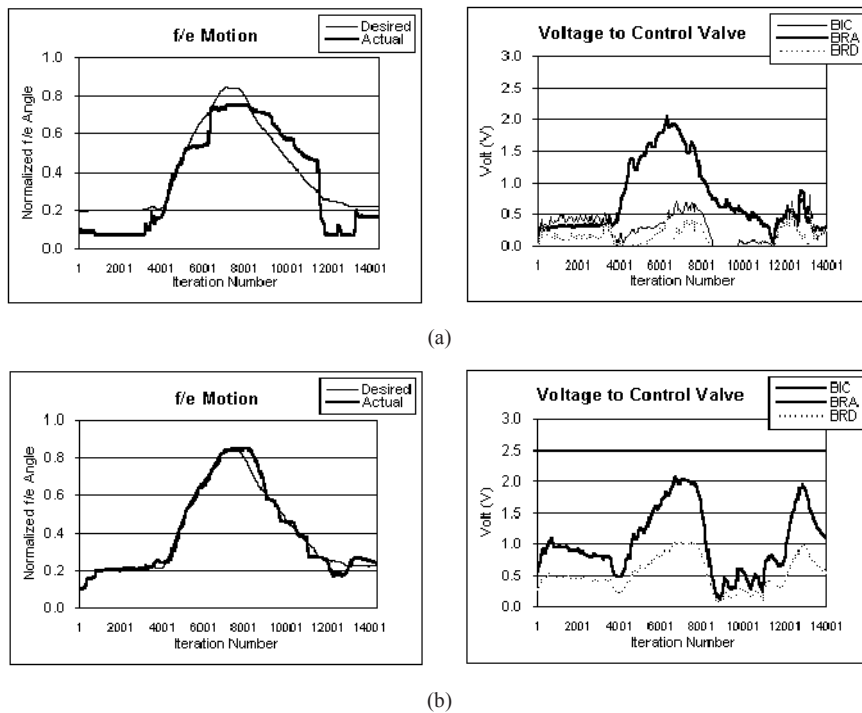 f/e Motion
Desired
Actual
Normalized f/e Angle
1.0
0.8
0.6
0.4
0.2
0.0
1 2001 4001 6001 8001 10001 12001 14001
Iteration Number
Voltage to Control Valve
BIC
BRA
BRD
Volt (V)
3.0
2.5
2.0
1.5
1.0
0.5
0.0
1 2001 4001 6001 8001 10001 12001 14001
Iteration Number
(a)
f/e Motion
Desired
Actual
Normalized f/e Angle
1.0
0.8
0.6
0.4
0.2
0.0
1 2001 4001 6001 8001 10001 12001 14001
Iteration Number
Voltage to Control Valve
BIC
BRA
BRD
Volt (V)
3.0
2.5
2.0
1.5
1.0
0.5
0.0
1 2001 4001 6001 8001 10001 12001 14001
Iteration Number
(b)